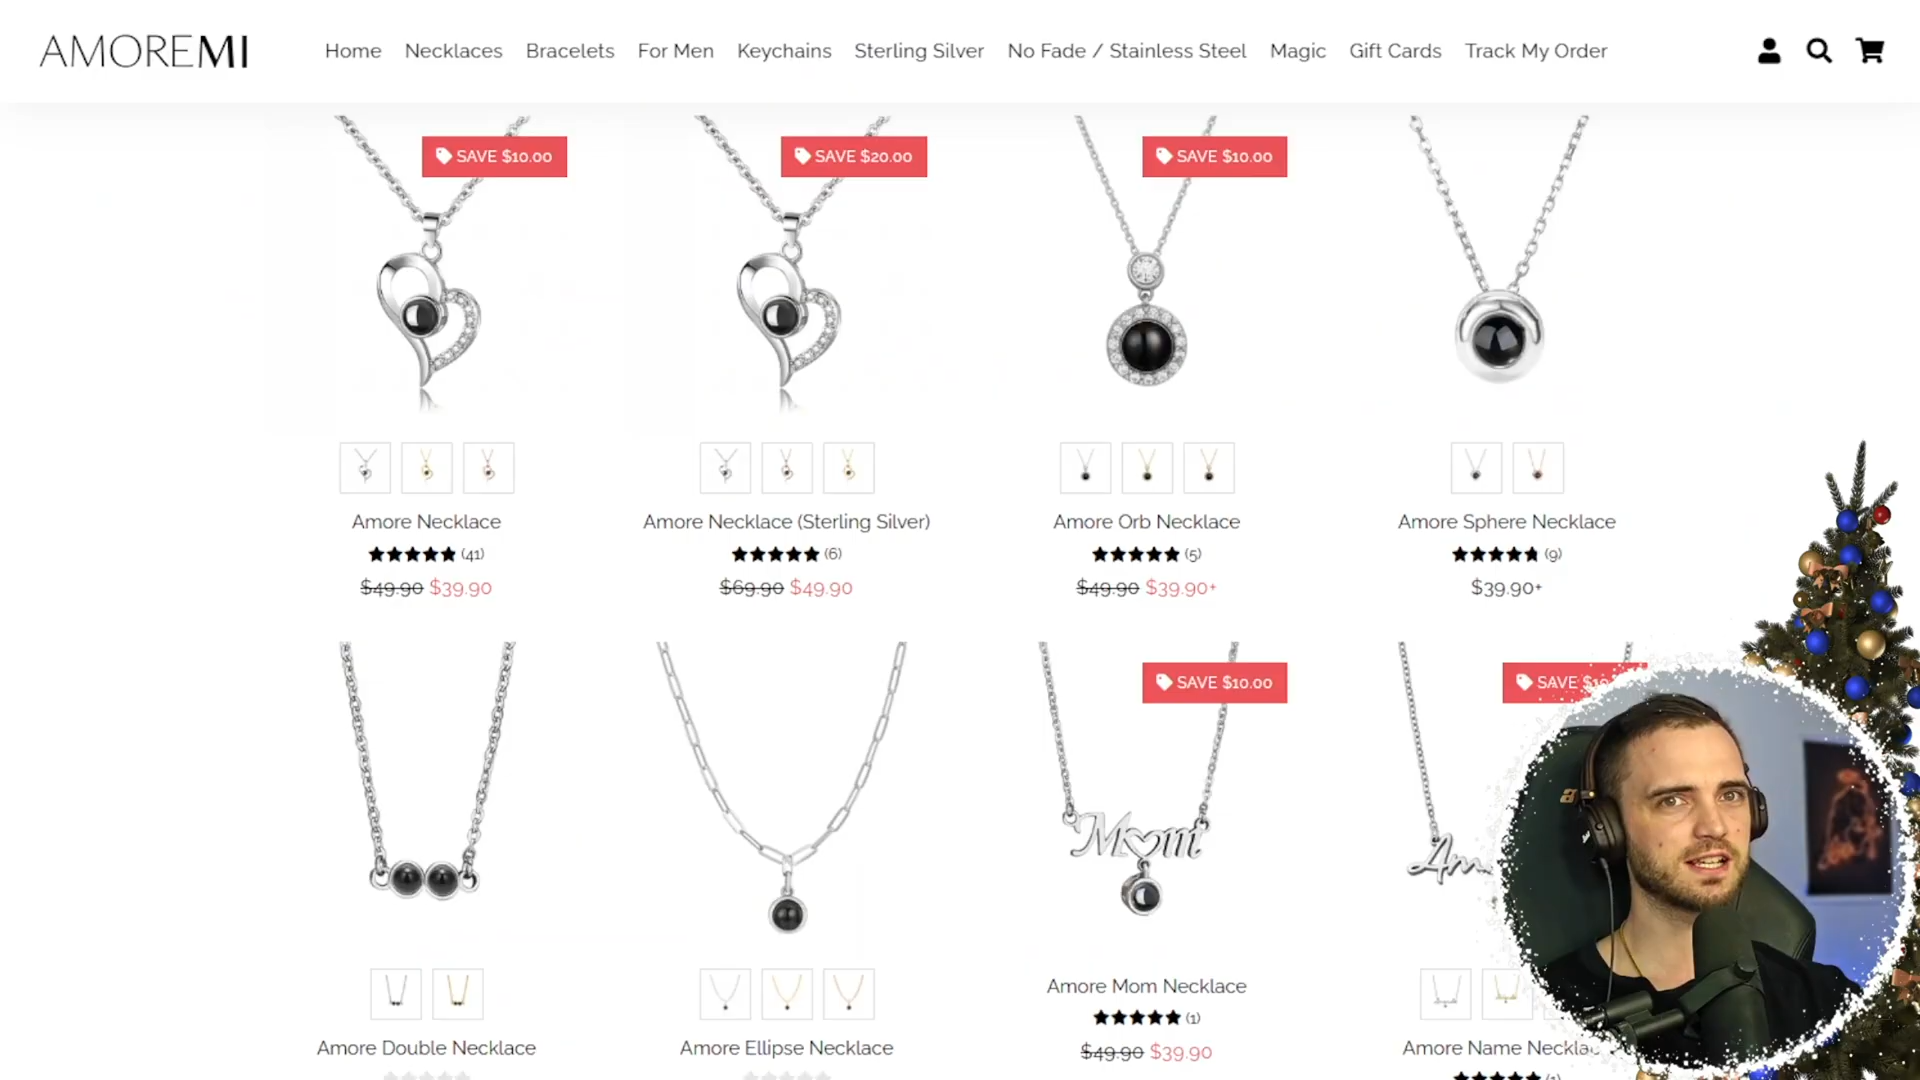 AMOREMI
Home Necklaces Bracelets For Men Keychains Sterling Silver No Fade / Stainless Steel Magic Gift Cards Track My Order
SAVE $10.00
SAVE $20.00
SAVE $10.00
Amore Necklace
(41)
$49.90 $39.90
Amore Necklace (Sterling Silver)
(6)
$69.90 $49.90
Amore Orb Necklace
(5)
$49.90 $39.90+
Amore Sphere Necklace
(9)
$39.90+
SAVE $10.00
SAVE
Mom
Amore Double Necklace
Amore Ellipse Necklace
Amore Mom Necklace
(1)
$49.90 $39.90
Amore Name